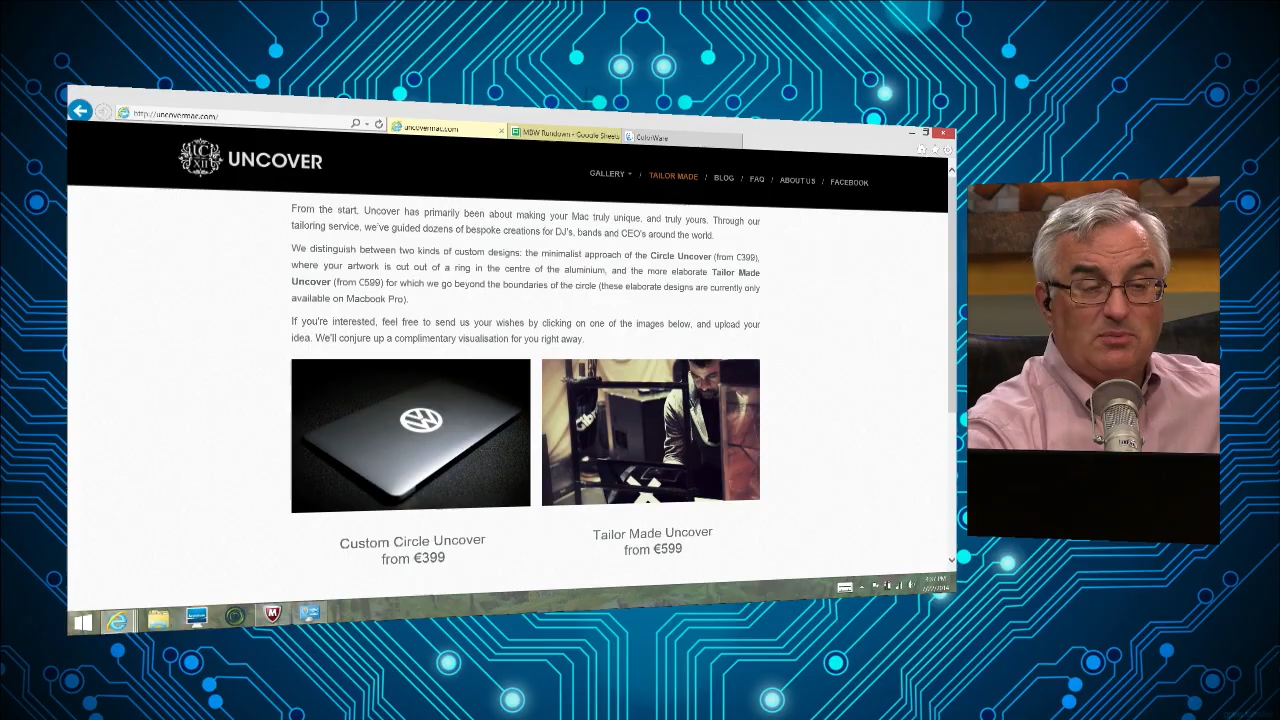 http://uncovermac.com/
uncovermac.com
MBW Rundown - Google Sheets
ColorWare
UNCOVER
GALLERY / TAILOR MADE / BLOG / FAQ / ABOUT US / FACEBOOK
From the start, Uncover has primarily been about making your Mac truly unique, and truly yours. Through our
tailoring service, we've guided dozens of bespoke creations for DJ's, bands and CEO's around the world.
We distinguish between two kinds of custom designs: the minimalist approach of the Circle Uncover (from €399),
where your artwork is cut out of a ring in the centre of the aluminium, and the more elaborate Tailor Made
Uncover (from €599) for which we go beyond the boundaries of the circle (these elaborate designs are currently only
available on Macbook Pro).
If you're interested, feel free to send us your wishes by clicking on one of the images below, and upload your
idea. We'll conjure up a complimentary visualisation for you right away.
Custom Circle Uncover
from €399
Tailor Made Uncover
from €599